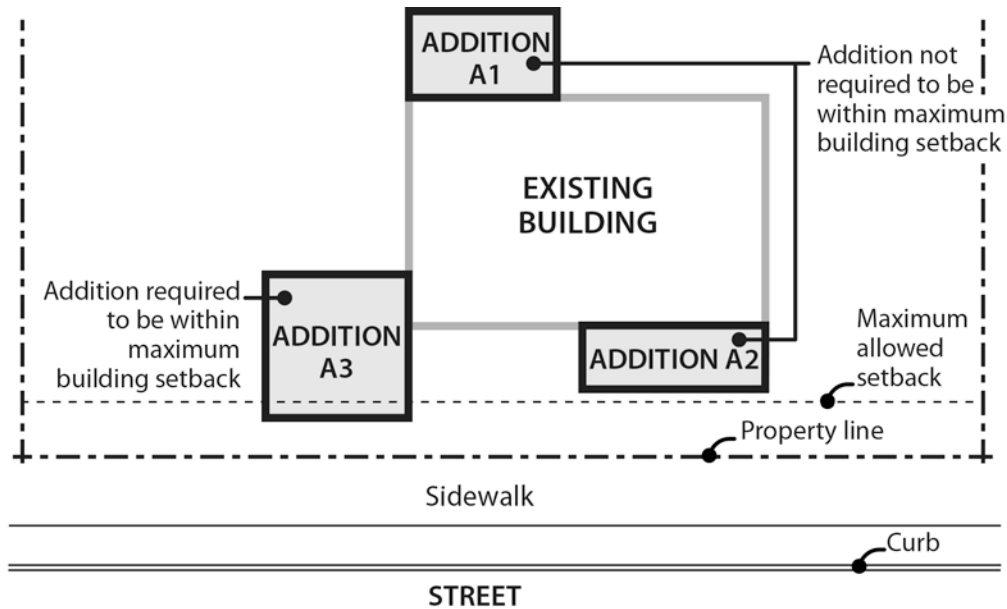 ADDITION
A1
Addition not
required to be
within maximum
building setback
EXISTING
BUILDING
Addition required
to be within
maximum
building setback
ADDITION
A3
ADDITION A2
Maximum
allowed
setback
Property line
Sidewalk
Curb
STREET